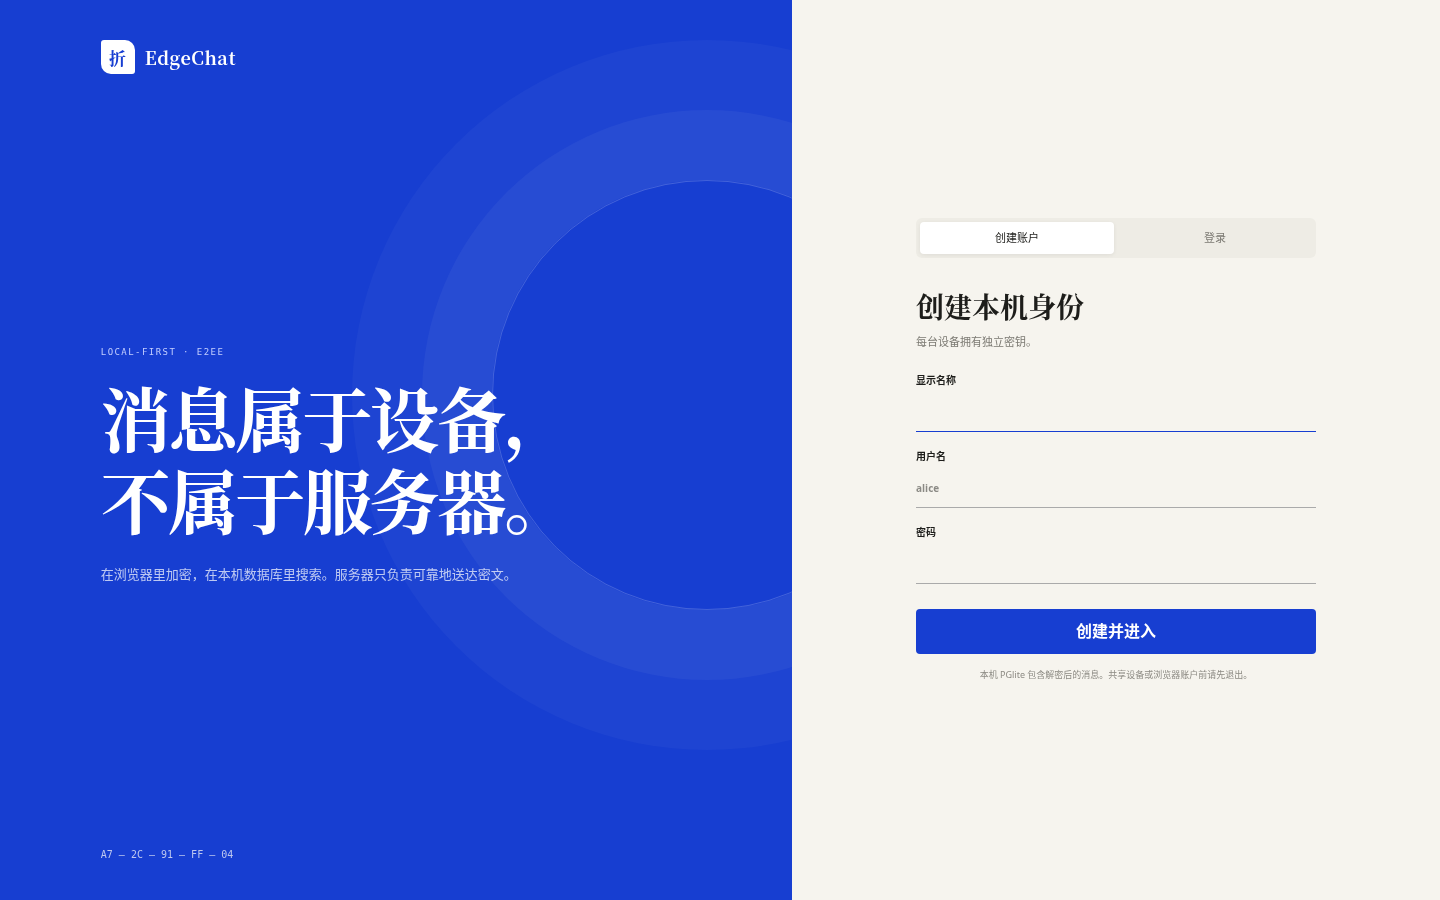 折 EdgeChat
LOCAL-FIRST · E2EE
消息属于设备，
不属于服务器。
在浏览器里加密，在本机数据库里搜索。服务器只负责可靠地送达密文。
A7 — 2C — 91 — FF — 04
创建账户 登录
创建本机身份
每台设备拥有独立密钥。
显示名称
用户名
alice
密码
创建并进入
本机 PGlite 包含解密后的消息。共享设备或浏览器账户前请先退出。